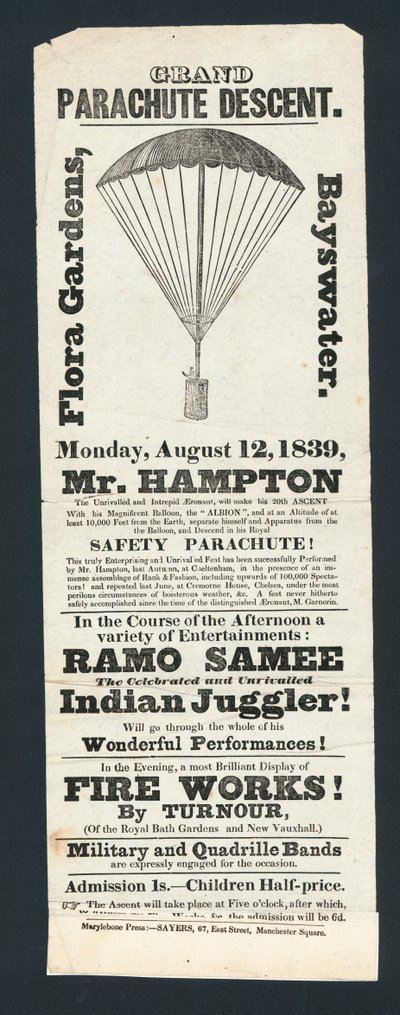 GRAND
PARACHUTE DESCENT.
Flora Gardens,
Bayswater.
Monday, August 12, 1839,
Mr. HAMPTON
The Unrivalled and Intrepid Æronaut, will make his 20th ASCENT
With his Magnificent Balloon, the "ALBION", and at an Altitude of at
least 10,000 Feet from the Earth, separate himself and Apparatus from the
the Balloon, and Descend in his Royal
SAFETY PARACHUTE!
This truly Enterprising and Unrivalled Feat has been successfully Performed
by Mr. Hampton, last Autumn, at Cheltenham, in the presence of an im-
mense assemblage of Rank & Fashion, including upwards of 100,000 Specta-
tors! and repeated last June, at Cremorne House, Chelsea, under the most
perilous circumstances of boisterous weather, &c. A feat never hitherto
safely accomplished since the time of the distinguished Æronaut, M. Garnerin.
In the Course of the Afternoon a
variety of Entertainments:
RAMO SAMEE
The Celebrated and Unrivalled
Indian Juggler!
Will go through the whole of his
Wonderful Performances!
In the Evening, a most Brilliant Display of
FIRE WORKS!
By TURNOUR,
(Of the Royal Bath Gardens and New Vauxhall.)
Military and Quadrille Bands
are expressly engaged for the occasion.
Admission 1s.—Children Half-price.
☞ The Ascent will take place at Five o'clock, after which,
to witness the Fire Works, &c. the admission will be 6d.
Marylebone Press:—SAYERS, 67, East Street, Manchester Square.